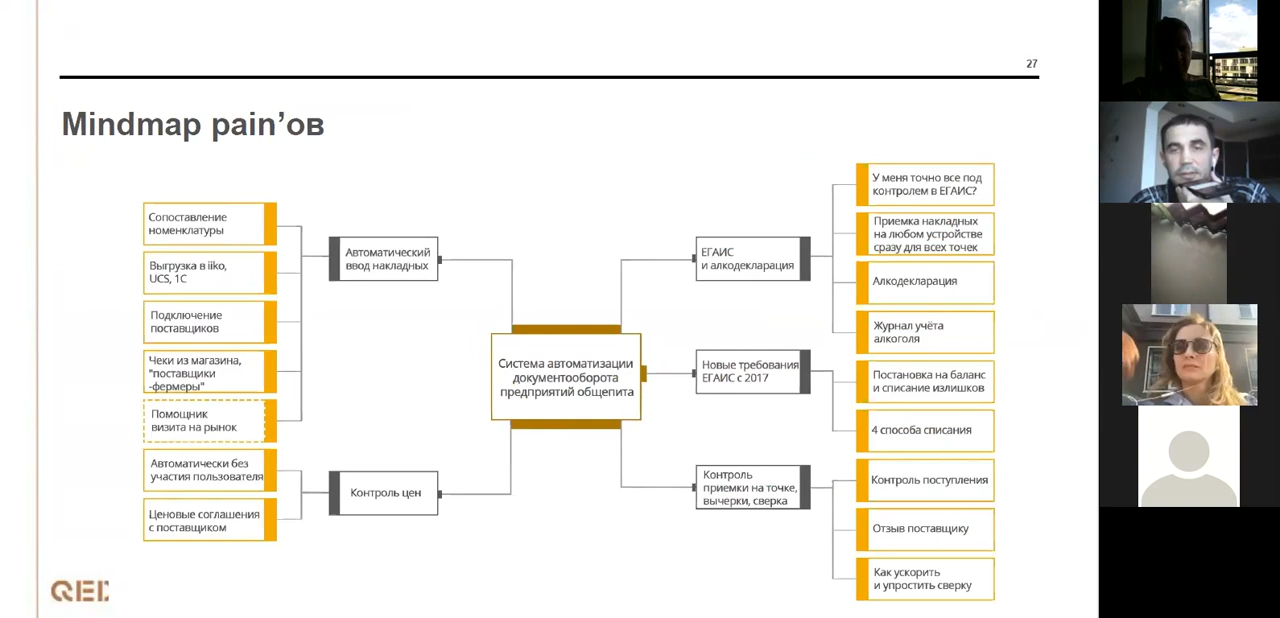 27
Mindmap pain’ов
Сопоставление
номенклатуры
Выгрузка в iiko,
UCS, 1С
Подключение
поставщиков
Чеки из магазина,
"поставщики
-фермеры"
Помощник
визита на рынок
Автоматически без
участия пользователя
Ценовые соглашения
с поставщиком
Автоматический
ввод накладных
Контроль цен
Система автоматизации
документооборота
предприятий общепита
ЕГАИС
и алкодекларация
Новые требования
ЕГАИС с 2017
Контроль
приемки на точке,
вычерки, сверка
У меня точно все под
контролем в ЕГАИС?
Приемка накладных
на любом устройстве
сразу для всех точек
Алкодекларация
Журнал учёта
алкоголя
Постановка на баланс
и списание излишков
4 способа списания
Контроль поступления
Отзыв поставщику
Как ускорить
и упростить сверку